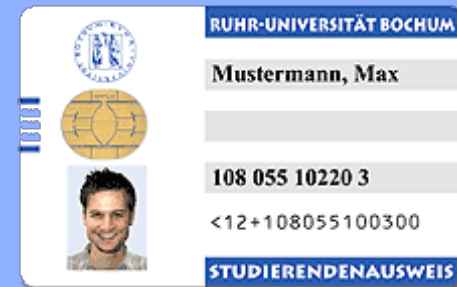 RUHR-UNIVERSITÄT BOCHUM
Mustermann, Max
108 055 10220 3
<12+108055100300
STUDIERENDENAUSWEIS